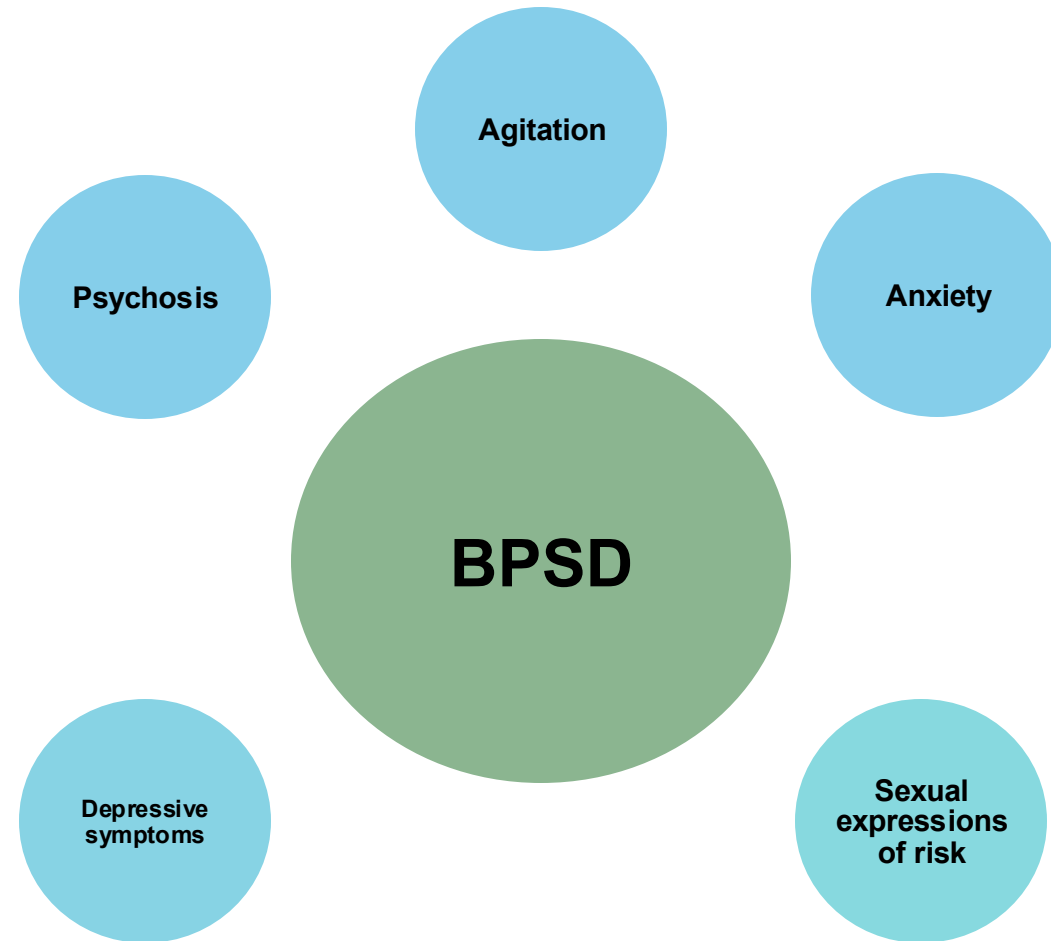 Agitation
Psychosis
Anxiety
BPSD
Depressive
symptoms
Sexual
expressions
of risk